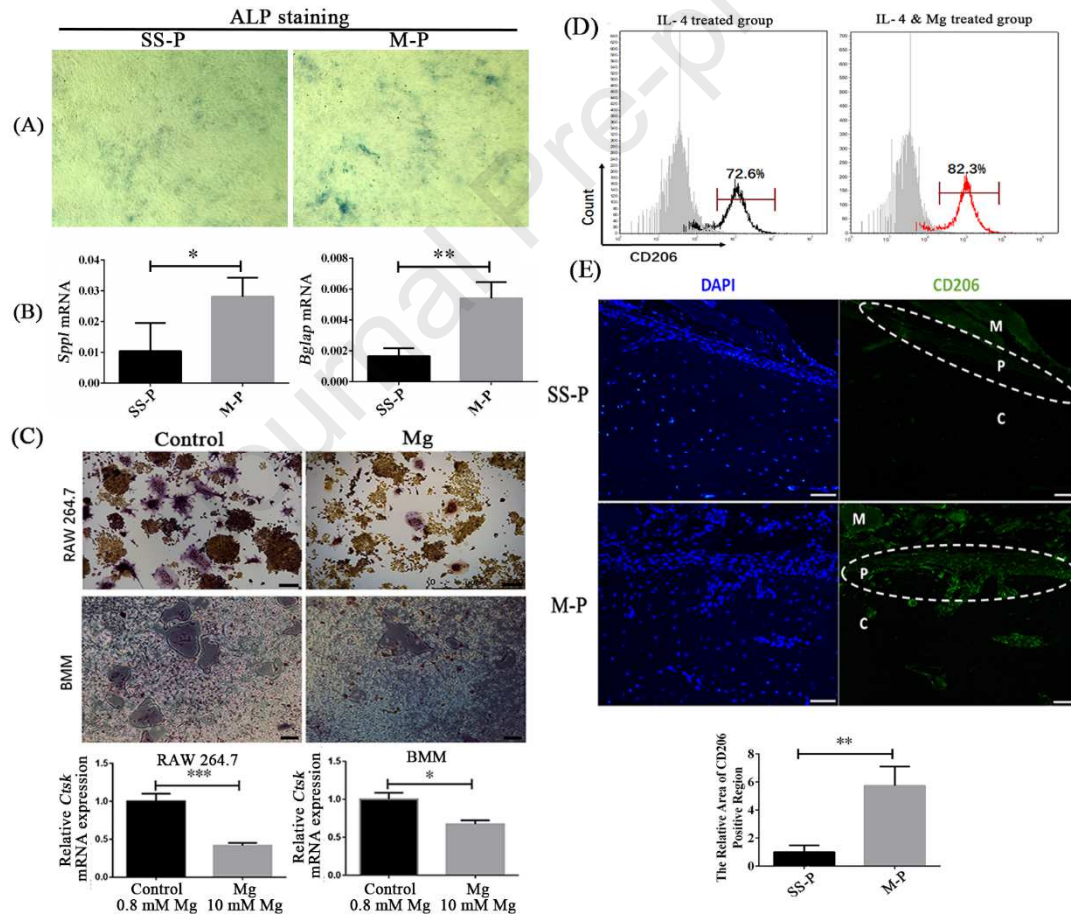 ALP staining
SS-P M-P
(A)
(B)
Sppl mRNA
0.03
0.02
0.01
0.00
*
SS-P M-P
Bglap mRNA
0.008
0.006
0.004
0.002
0.000
**
SS-P M-P
(C)
Control Mg
RAW 264.7
BMM
RAW 264.7
Relative Ctsk
mRNA expression
1.5
1.0
0.5
0.0
***
Control Mg
0.8 mM Mg 10 mM Mg
BMM
Relative Ctsk
mRNA expression
1.5
1.0
0.5
0.0
*
Control Mg
0.8 mM Mg 10 mM Mg
(D)
IL- 4 treated group
72.6%
Count
CD206
IL- 4 & Mg treated group
82.3%
(E)
DAPI CD206
SS-P
M
P
C
M-P
M
P
C
The Relative Area of CD206
Positive Region
8
6
4
2
0
**
SS-P M-P
Journal Pre-p